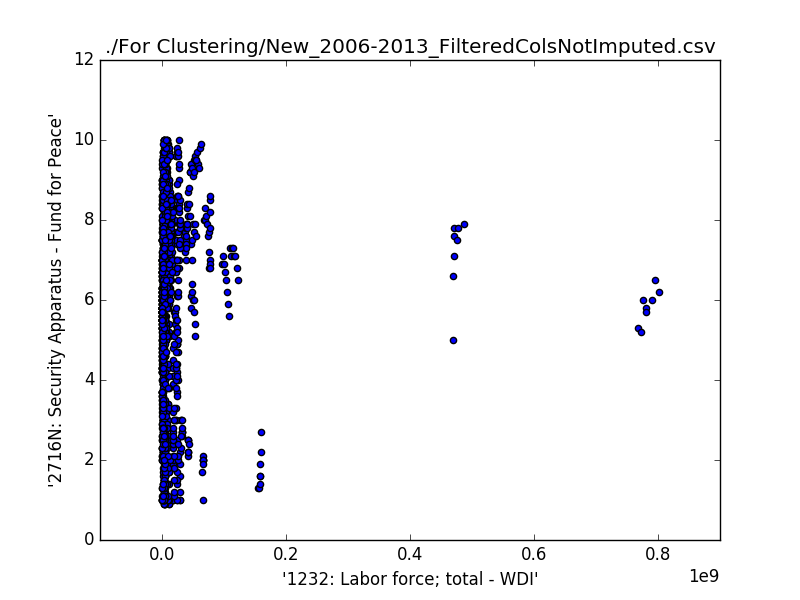 ./For Clustering/New_2006-2013_FilteredColsNotImputed.csv
12
10
8
6
4
2
0
'2716N: Security Apparatus - Fund for Peace'
0.0 0.2 0.4 0.6 0.8
1e9
'1232: Labor force; total - WDI'